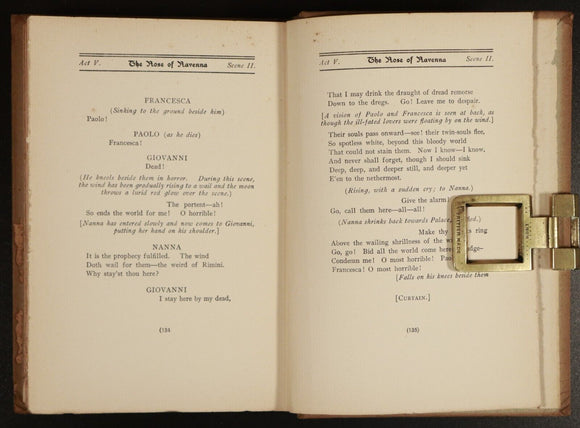 Act V. The Rose of Ravenna Scene II.
FRANCESCA
(Sinking to the ground beside him)
Paolo!
PAOLO (as he dies)
Francesca!
GIOVANNI
Dead!
(He kneels beside them in horror. During this scene,
the wind has been gradually rising to a wail and the moon
throws a lurid red glow over the scene.)
The portent—ah!
So ends the world for me! O horrible!
[Nanna has entered slowly and now comes to Giovanni,
putting her hand on his shoulder.]
NANNA
It is the prophecy fulfilled. The wind
Doth wail for them—the weird of Rimini.
Why stay'st thou here?
GIOVANNI
I stay here by my dead,
(134
Act V. The Rose of Ravenna Scene II.
That I may drink the draught of dread remorse
Down to the dregs. Go! Leave me to despair.
[A vision of Paolo and Francesca is seen at back, as
though the ill-fated lovers were floating by on the wind.]
Their souls pass onward—see! their twin-souls flee,
So spotless white, beyond this bloody world
That could not stain them. Now I know—I know,
And never shall forget, though I should sink
Deep, deep, and deeper still, and deeper yet
E'en to the nethermost.
(Rising, with a sudden cry; to Nanna.)
Give the alarm!
Go, call them here—all—all!
(Nanna shrinks back towards Palace,
Make thy ring
Above the wailing shrillness of the
Go, go! Bid all the world come here
Condemn me! O most horrible!
Francesca! O most horrible!
[Falls on his knees beside them
[CURTAIN.]
(135)